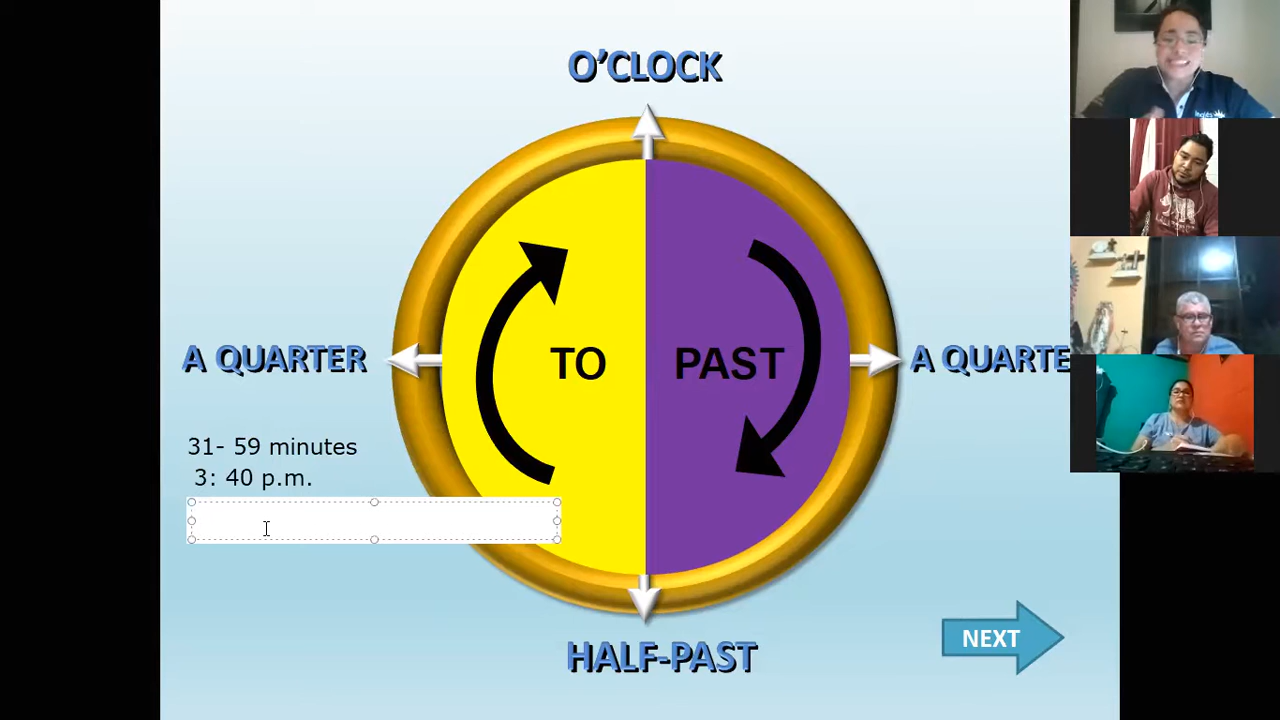 O'CLOCK
A QUARTER
TO
PAST
A QUARTE
31- 59 minutes
3: 40 p.m.
HALF-PAST
NEXT